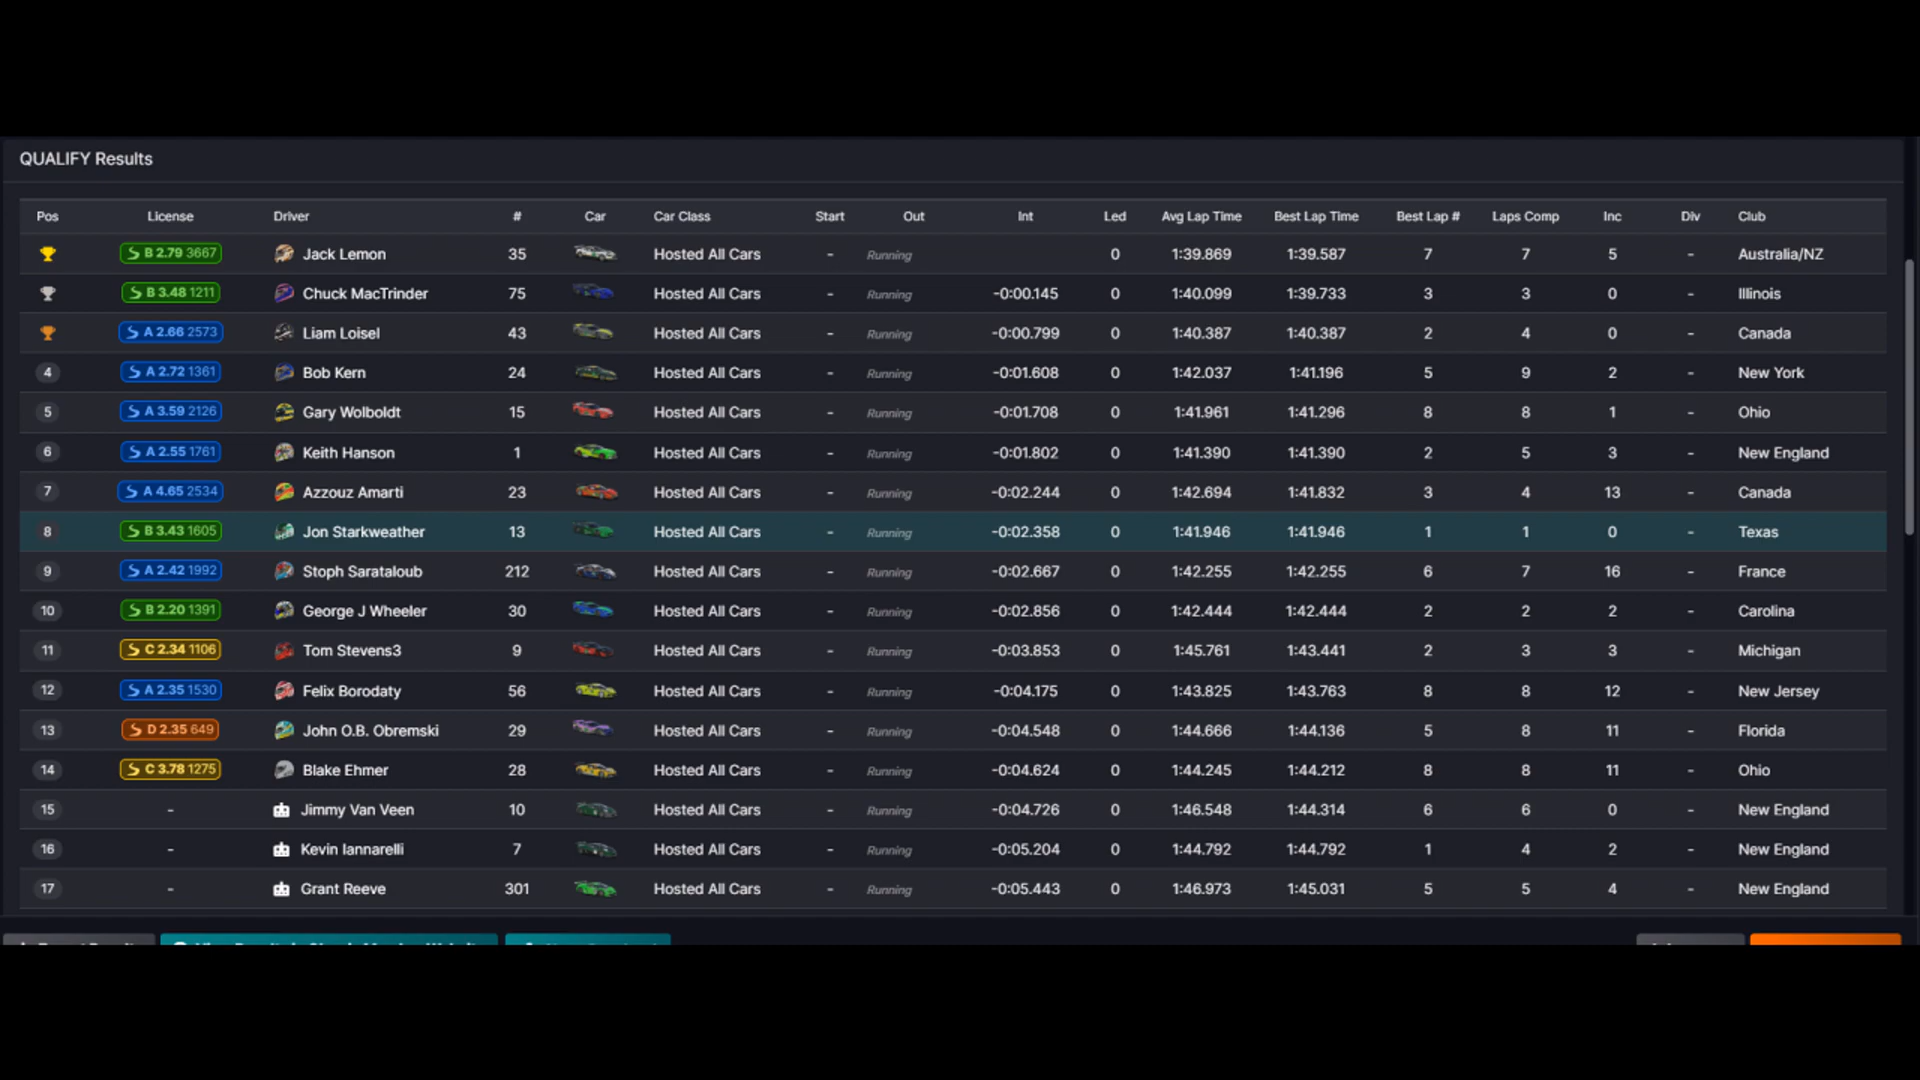 QUALIFY Results
Pos License Driver # Car Car Class Start Out Int Led Avg Lap Time Best Lap Time Best Lap # Laps Comp Inc Div Club
B 2.79 3667 Jack Lemon 35 Hosted All Cars - Running 0 1:39.869 1:39.587 7 7 5 - Australia/NZ
B 3.48 1211 Chuck MacTrinder 75 Hosted All Cars - Running -0:00.145 0 1:40.099 1:39.733 3 3 0 - Illinois
A 2.66 2573 Liam Loisel 43 Hosted All Cars - Running -0:00.799 0 1:40.387 1:40.387 2 4 0 - Canada
4 A 2.72 1361 Bob Kern 24 Hosted All Cars - Running -0:01.608 0 1:42.037 1:41.196 5 9 2 - New York
5 A 3.59 2126 Gary Wolboldt 15 Hosted All Cars - Running -0:01.708 0 1:41.961 1:41.296 8 8 1 - Ohio
6 A 2.55 1761 Keith Hanson 1 Hosted All Cars - Running -0:01.802 0 1:41.390 1:41.390 2 5 3 - New England
7 A 4.65 2534 Azzouz Amarti 23 Hosted All Cars - Running -0:02.244 0 1:42.694 1:41.832 3 4 13 - Canada
8 B 3.43 1605 Jon Starkweather 13 Hosted All Cars - Running -0:02.358 0 1:41.946 1:41.946 1 1 0 - Texas
9 A 2.42 1992 Stoph Sarataloub 212 Hosted All Cars - Running -0:02.667 0 1:42.255 1:42.255 6 7 16 - France
10 B 2.20 1391 George J Wheeler 30 Hosted All Cars - Running -0:02.856 0 1:42.444 1:42.444 2 2 2 - Carolina
11 C 2.34 1106 Tom Stevens3 9 Hosted All Cars - Running -0:03.853 0 1:45.761 1:43.441 2 3 3 - Michigan
12 A 2.35 1530 Felix Borodaty 56 Hosted All Cars - Running -0:04.175 0 1:43.825 1:43.763 8 8 12 - New Jersey
13 D 2.35 649 John O.B. Obremski 29 Hosted All Cars - Running -0:04.548 0 1:44.666 1:44.136 5 8 11 - Florida
14 C 3.78 1275 Blake Ehmer 28 Hosted All Cars - Running -0:04.624 0 1:44.245 1:44.212 8 8 11 - Ohio
15 - Jimmy Van Veen 10 Hosted All Cars - Running -0:04.726 0 1:46.548 1:44.314 6 6 0 - New England
16 - Kevin Iannarelli 7 Hosted All Cars - Running -0:05.204 0 1:44.792 1:44.792 1 4 2 - New England
17 - Grant Reeve 301 Hosted All Cars - Running -0:05.443 0 1:46.973 1:45.031 5 5 4 - New England